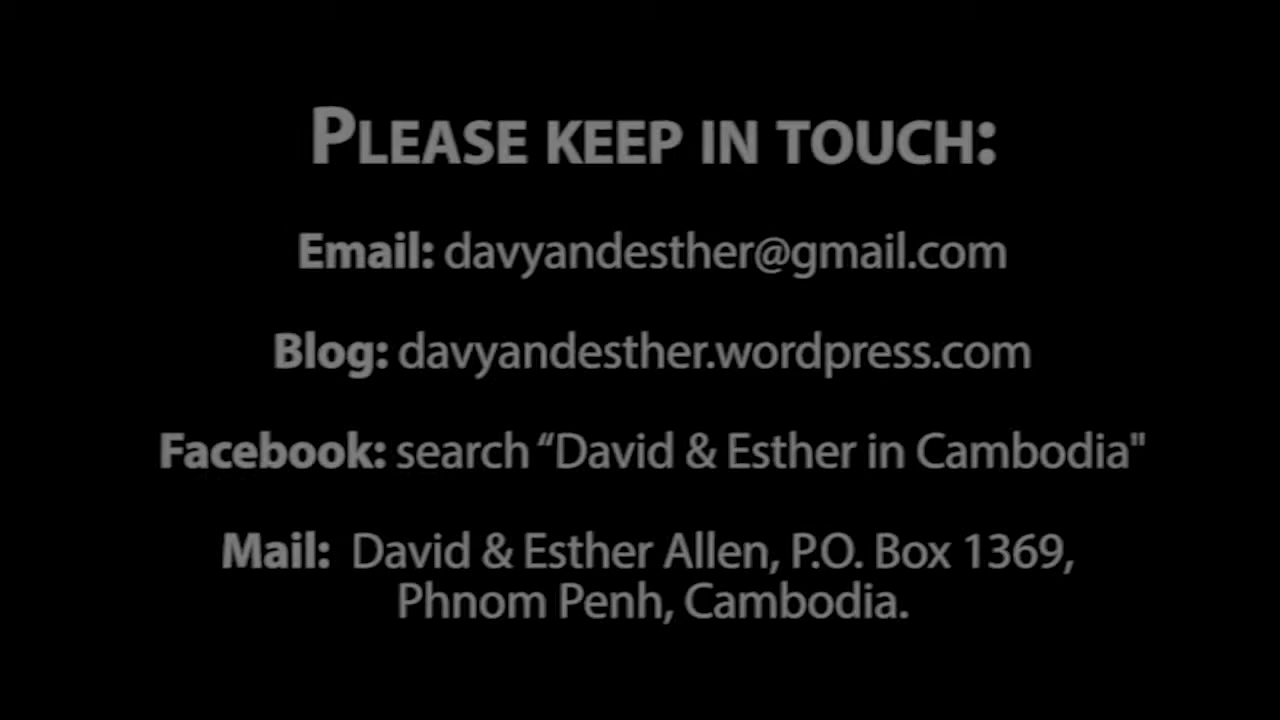 PLEASE KEEP IN TOUCH:
Email: davyandesther@gmail.com
Blog: davyandesther.wordpress.com
Facebook: search “David & Esther in Cambodia"
Mail: David & Esther Allen, P.O. Box 1369,
Phnom Penh, Cambodia.